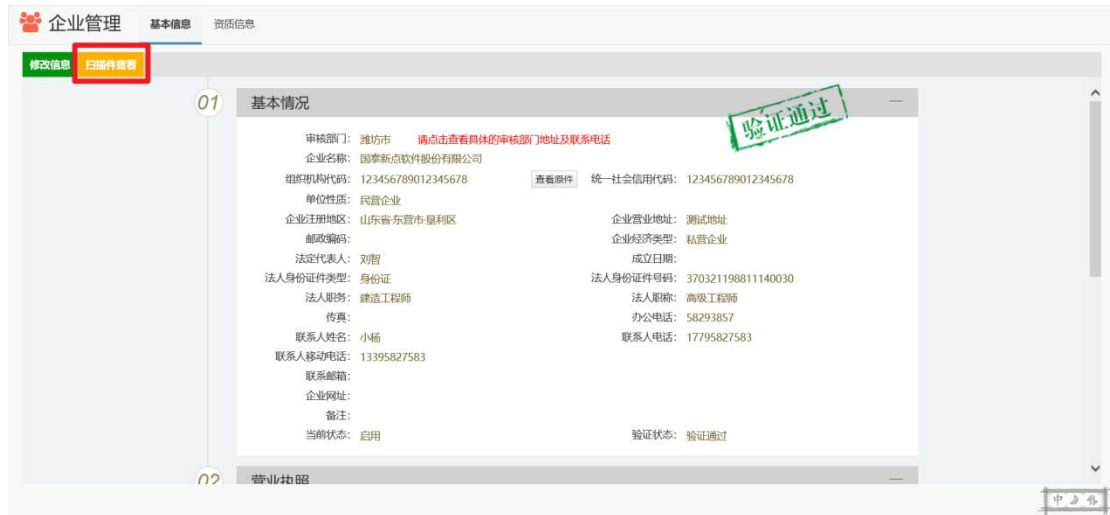 企业管理 基本信息 资质信息
修改信息 扫描件查看
01 基本情况 验证通过
审核部门: 潍坊市 请点击查看具体的审核部门地址及联系电话
企业名称: 国泰新点软件股份有限公司
组织机构代码: 123456789012345678 查看原件 统一社会信用代码: 123456789012345678
单位性质: 民营企业
企业注册地区: 山东省·东营市·垦利区 企业营业地址: 测试地址
邮政编码: 企业经济类型: 私营企业
法定代表人: 刘智 成立日期:
法人身份证件类型: 身份证 法人身份证件号码: 370321198811140030
法人职务: 建造工程师 法人职称: 高级工程师
传真: 办公电话: 58293857
联系人姓名: 小杨 联系人电话: 17795827583
联系人移动电话: 13395827583
联系邮箱:
企业网址:
备注:
当前状态: 启用 验证状态: 验证通过
02 营业执照
中